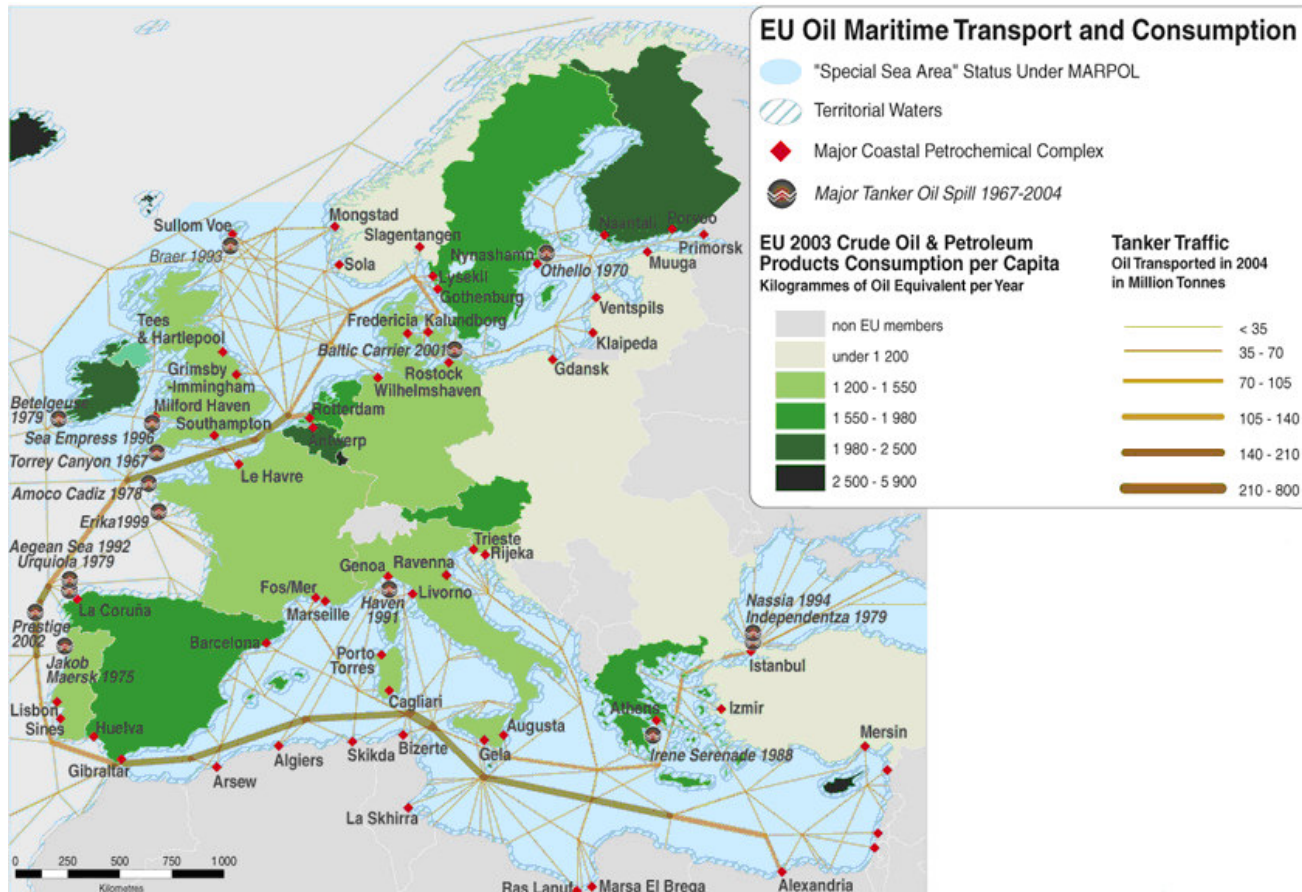 EU Oil Maritime Transport and Consumption
"Special Sea Area" Status Under MARPOL
Territorial Waters
Major Coastal Petrochemical Complex
Major Tanker Oil Spill 1967-2004
EU 2003 Crude Oil & Petroleum
Products Consumption per Capita
Kilogrammes of Oil Equivalent per Year
non EU members
under 1 200
1 200 - 1 550
1 550 - 1 980
1 980 - 2 500
2 500 - 5 900
Tanker Traffic
Oil Transported in 2004
in Million Tonnes
< 35
35 - 70
70 - 105
105 - 140
140 - 210
210 - 800
Sullom Voe
Braer 1993
Mongstad
Slagentangen
Sola
Lysekil
Gothenburg
Nynashamn
Othello 1970
Nsantali
Porvoo
Primorsk
Muuga
Ventspils
Klaipeda
Gdansk
Tees
& Hartlepool
Fredericia
Kalundborg
Baltic Carrier 2001
Rostock
Wilhelmshaven
Grimsby
-Immingham
Milford Haven
Southampton
Betelgeuse
1979
Sea Empress 1996
Torrey Canyon 1967
Amoco Cadiz 1978
Erika1999
Rotterdam
Antwerp
Le Havre
Aegean Sea 1992
Urquiola 1979
La Coruña
Prestige
2002
Jakob
Maersk 1975
Lisbon
Sines
Huelva
Gibraltar
Barcelona
Fos/Mer
Marseille
Genoa
Haven
1991
Ravenna
Livorno
Trieste
Rijeka
Porto
Torres
Cagliari
Augusta
Gela
Arsew
Algiers
Skikda
Bizerte
La Skhirra
Nassia 1994
Independentza 1979
Istanbul
Izmir
Athens
Irene Serenade 1988
Mersin
Alexandria
Ras Lanuf
Marsa El Brega
0 250 500 750 1 000
Kilometres